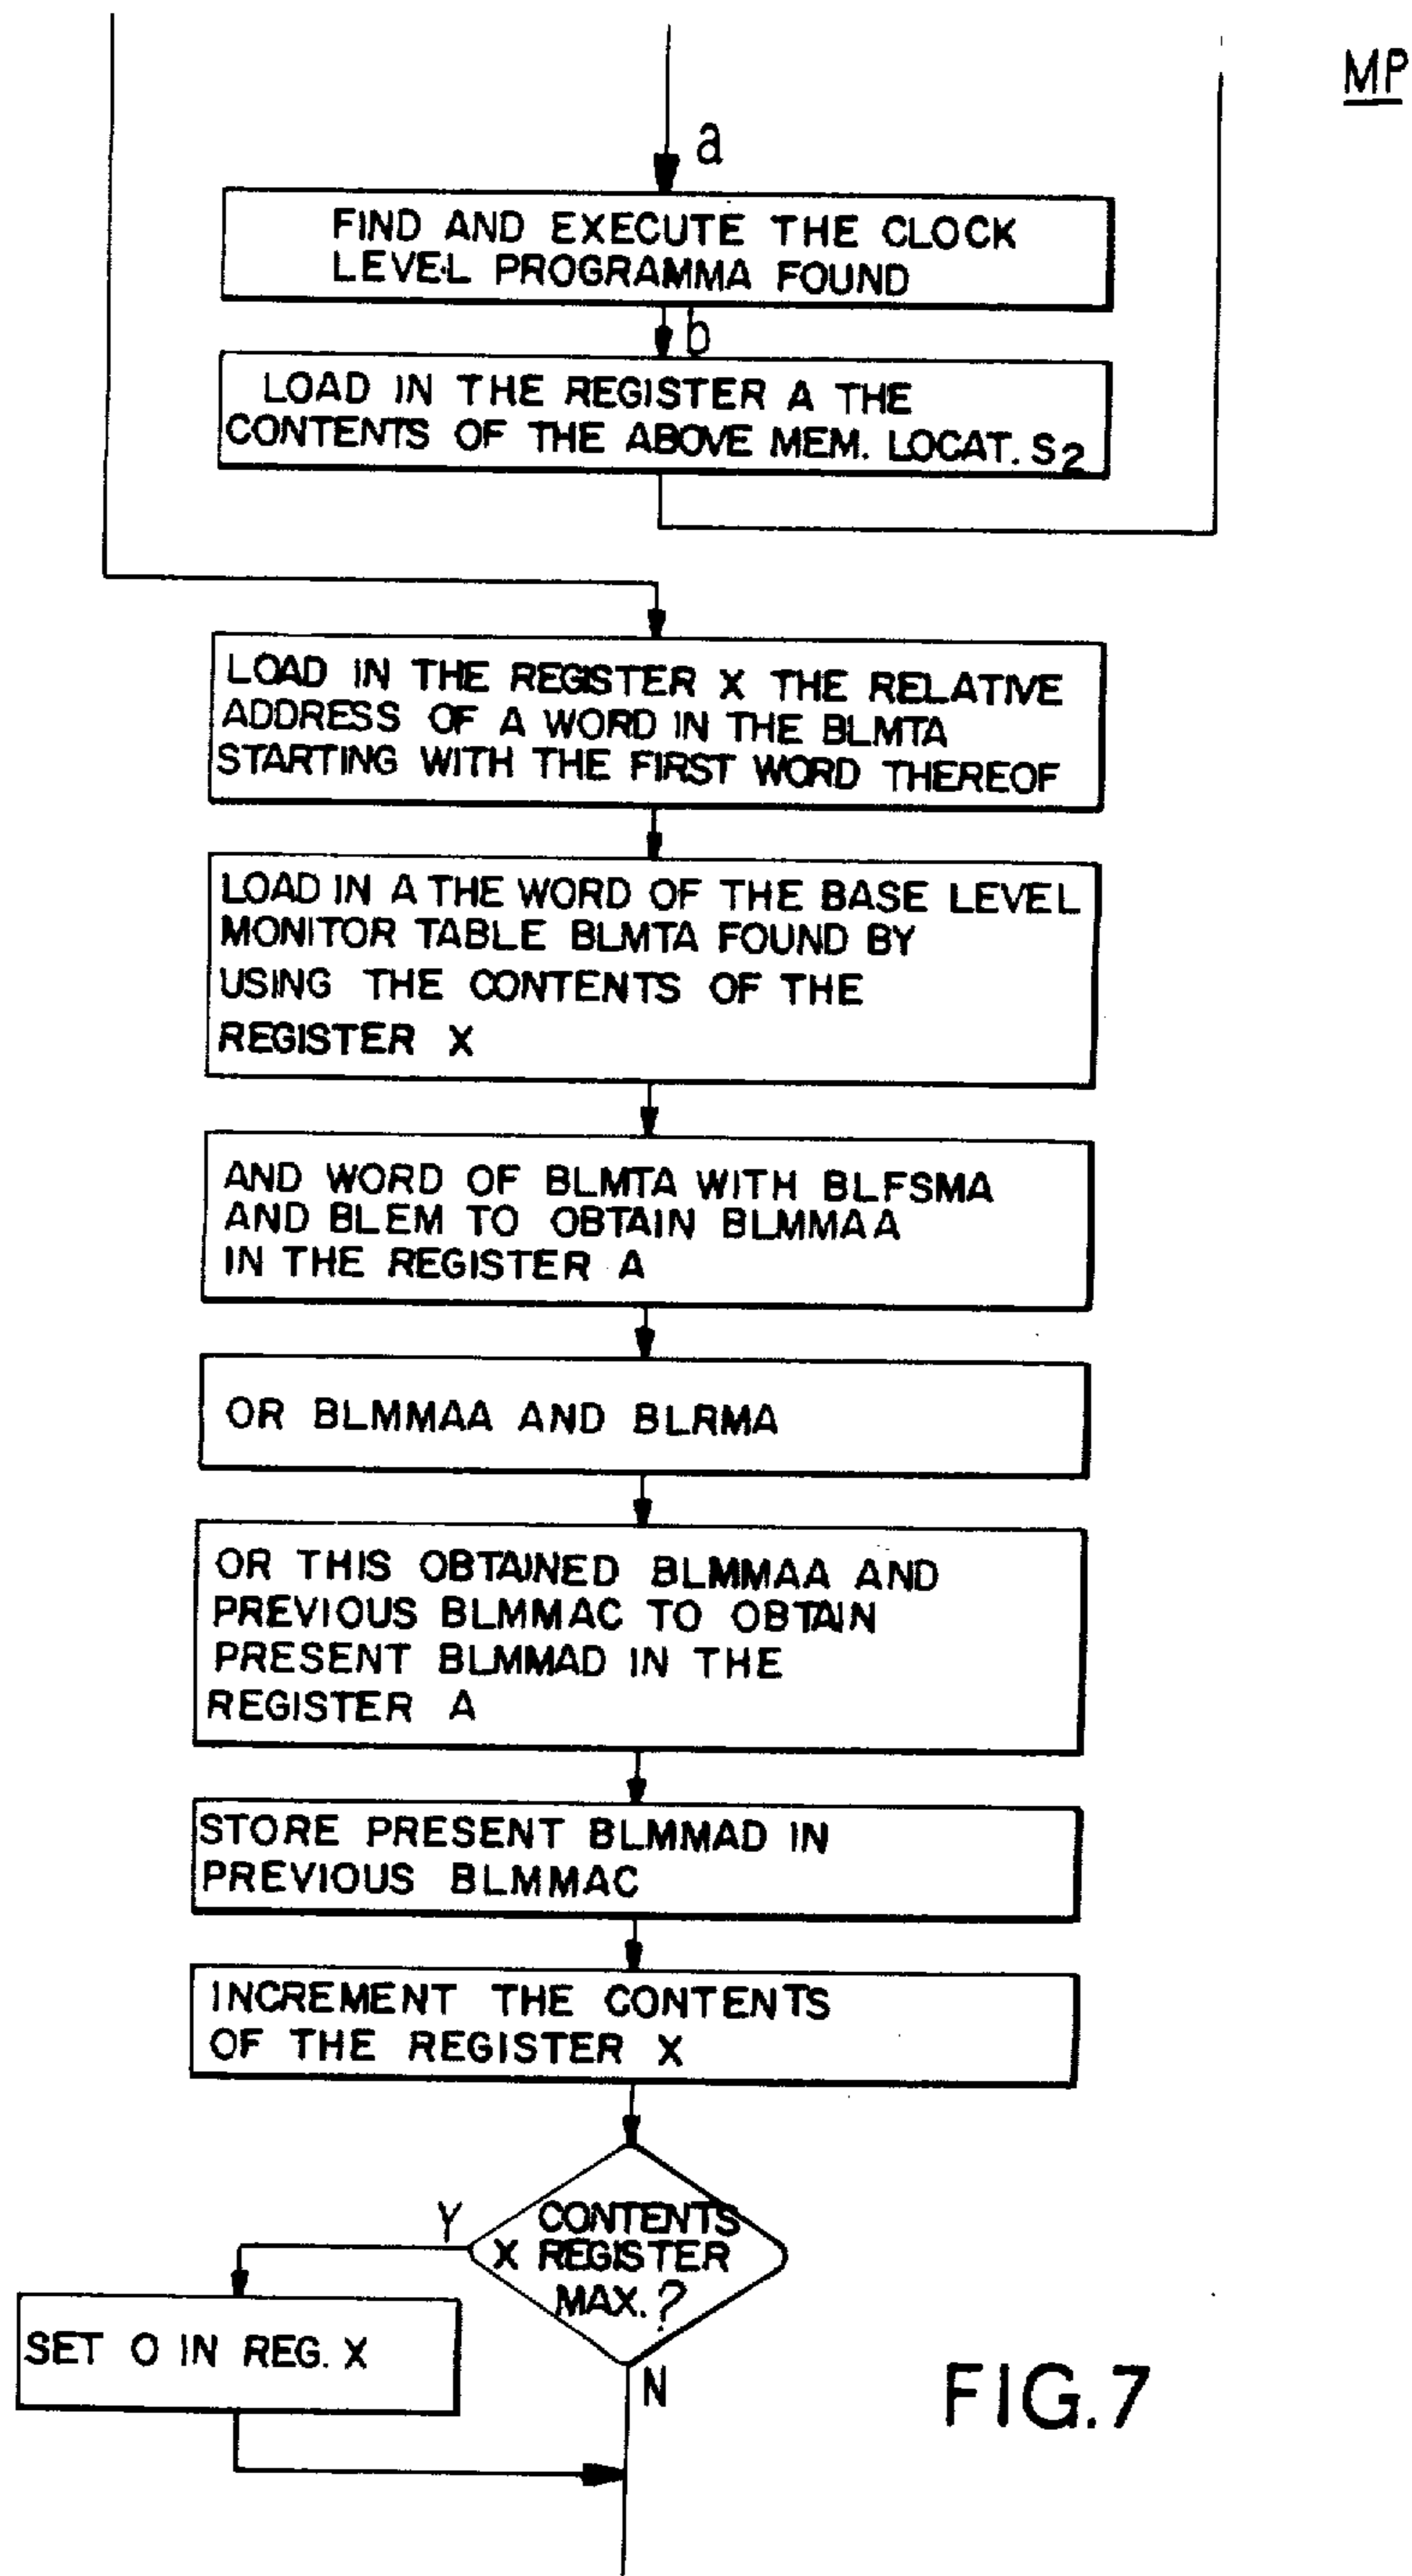 MP
a
FIND AND EXECUTE THE CLOCK
LEVEL PROGRAMMA FOUND
b
LOAD IN THE REGISTER A THE
CONTENTS OF THE ABOVE MEM. LOCAT. S2
LOAD IN THE REGISTER X THE RELATIVE
ADDRESS OF A WORD IN THE BLMTA
STARTING WITH THE FIRST WORD THEREOF
LOAD IN A THE WORD OF THE BASE LEVEL
MONITOR TABLE BLMTA FOUND BY
USING THE CONTENTS OF THE
REGISTER X
AND WORD OF BLMTA WITH BLFSMA
AND BLEM TO OBTAIN BLMMAA
IN THE REGISTER A
OR BLMMAA AND BLRMA
OR THIS OBTAINED BLMMAA AND
PREVIOUS BLMMAC TO OBTAIN
PRESENT BLMMAD IN THE
REGISTER A
STORE PRESENT BLMMAD IN
PREVIOUS BLMMAC
INCREMENT THE CONTENTS
OF THE REGISTER X
Y
CONTENTS
X REGISTER
MAX.?
SET 0 IN REG. X
N
FIG.7